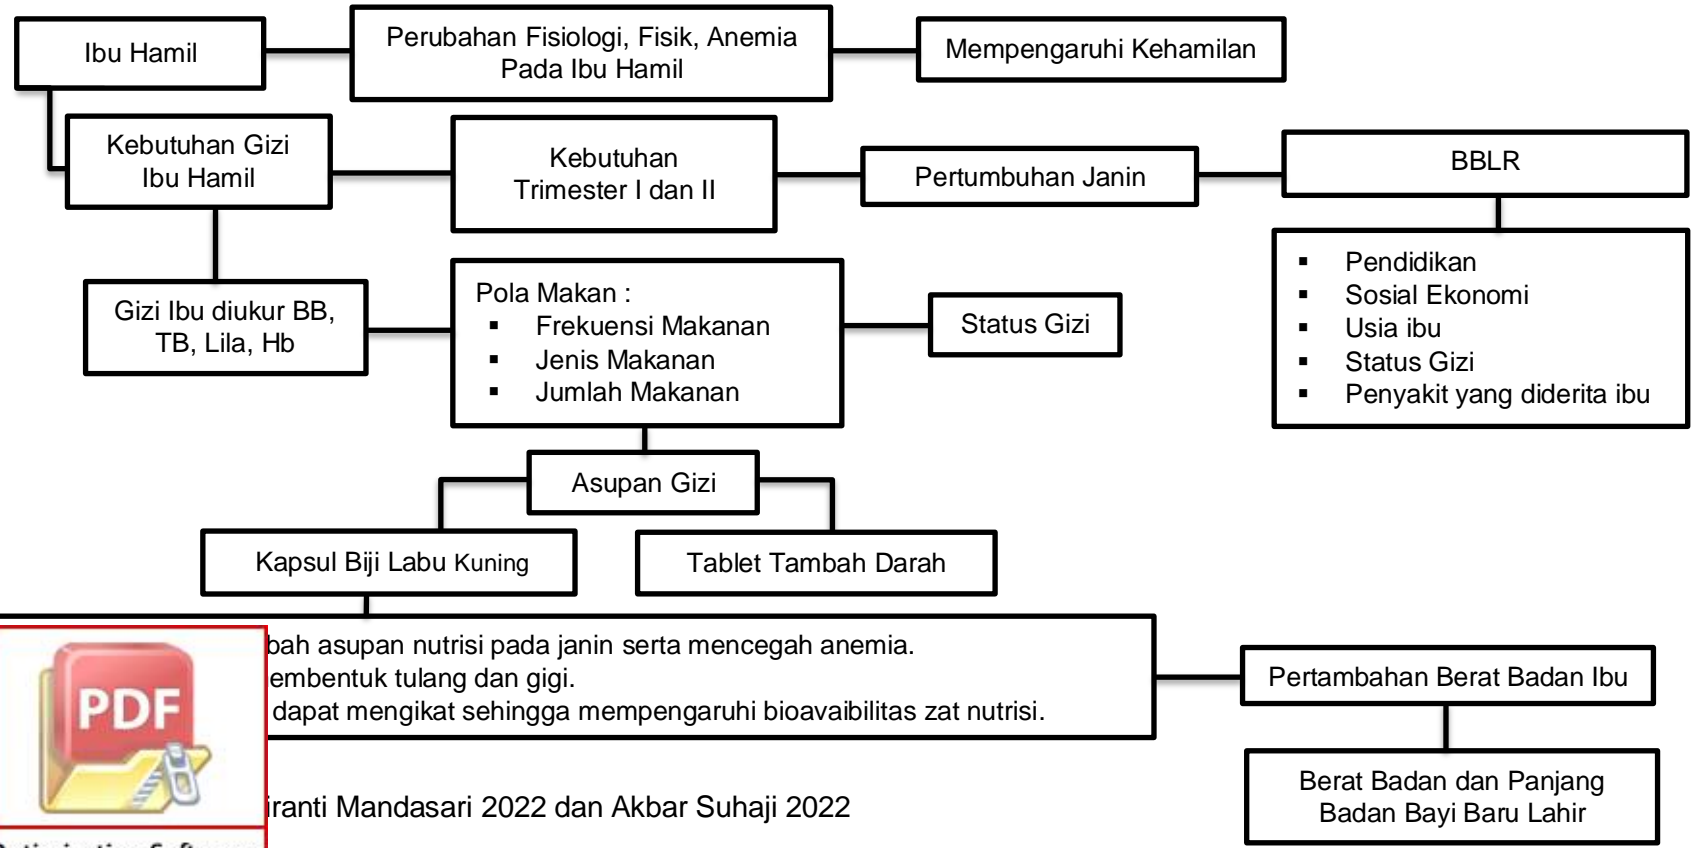 Ibu Hamil
Perubahan Fisiologi, Fisik, Anemia
Pada Ibu Hamil
Mempengaruhi Kehamilan
Kebutuhan Gizi
Ibu Hamil
Kebutuhan
Trimester I dan II
Pertumbuhan Janin
BBLR
▪ Pendidikan
▪ Sosial Ekonomi
▪ Usia ibu
▪ Status Gizi
▪ Penyakit yang diderita ibu
Gizi Ibu diukur BB,
TB, Lila, Hb
Pola Makan :
▪ Frekuensi Makanan
▪ Jenis Makanan
▪ Jumlah Makanan
Status Gizi
Asupan Gizi
Kapsul Biji Labu Kuning
Tablet Tambah Darah
bah asupan nutrisi pada janin serta mencegah anemia.
embentuk tulang dan gigi.
dapat mengikat sehingga mempengaruhi bioavaibilitas zat nutrisi.
Pertambahan Berat Badan Ibu
Berat Badan dan Panjang
Badan Bayi Baru Lahir
PDF
iranti Mandasari 2022 dan Akbar Suhaji 2022